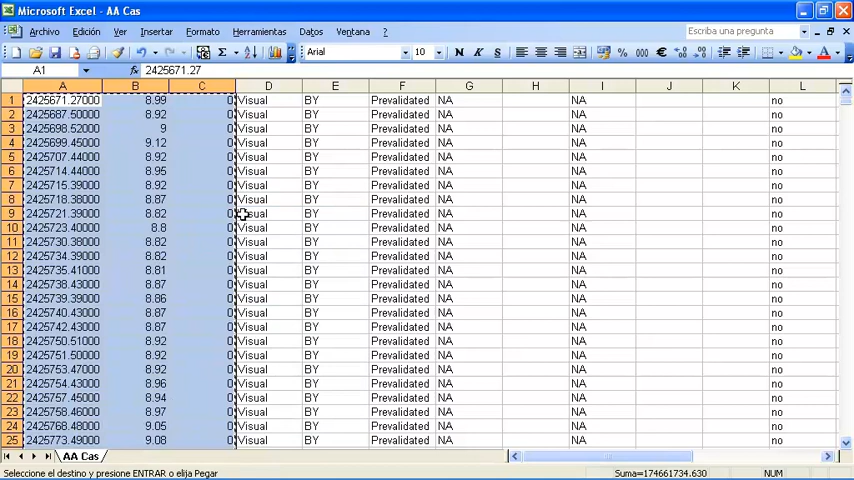 Microsoft Excel - AA Cas
Archivo Edición Ver Insertar Formato Herramientas Datos Ventana ? Escriba una pregunta
Arial 10 N K S % 000 € A
A1 fx 2425671.27
A B C D E F G H I J K L
1 2425671.27000 8.99 0 Visual BY Prevalidated NA NA no
2 2425687.50000 8.92 0 Visual BY Prevalidated NA NA no
3 2425698.52000 9 0 Visual BY Prevalidated NA NA no
4 2425699.45000 9.12 0 Visual BY Prevalidated NA NA no
5 2425707.44000 8.92 0 Visual BY Prevalidated NA NA no
6 2425714.44000 8.95 0 Visual BY Prevalidated NA NA no
7 2425715.39000 8.92 0 Visual BY Prevalidated NA NA no
8 2425718.38000 8.87 0 Visual BY Prevalidated NA NA no
9 2425721.39000 8.82 0 Visual BY Prevalidated NA NA no
10 2425723.40000 8.8 0 Visual BY Prevalidated NA NA no
11 2425730.38000 8.82 0 Visual BY Prevalidated NA NA no
12 2425734.39000 8.82 0 Visual BY Prevalidated NA NA no
13 2425735.41000 8.81 0 Visual BY Prevalidated NA NA no
14 2425738.43000 8.87 0 Visual BY Prevalidated NA NA no
15 2425739.39000 8.86 0 Visual BY Prevalidated NA NA no
16 2425740.43000 8.87 0 Visual BY Prevalidated NA NA no
17 2425742.43000 8.87 0 Visual BY Prevalidated NA NA no
18 2425750.51000 8.92 0 Visual BY Prevalidated NA NA no
19 2425751.50000 8.92 0 Visual BY Prevalidated NA NA no
20 2425753.47000 8.92 0 Visual BY Prevalidated NA NA no
21 2425754.43000 8.96 0 Visual BY Prevalidated NA NA no
22 2425757.45000 8.94 0 Visual BY Prevalidated NA NA no
23 2425758.46000 8.97 0 Visual BY Prevalidated NA NA no
24 2425768.48000 9.05 0 Visual BY Prevalidated NA NA no
25 2425773.49000 9.08 0 Visual BY Prevalidated NA NA no
AA Cas
Seleccione el destino y presione ENTRAR o elija Pegar Suma=174661734.630 NUM